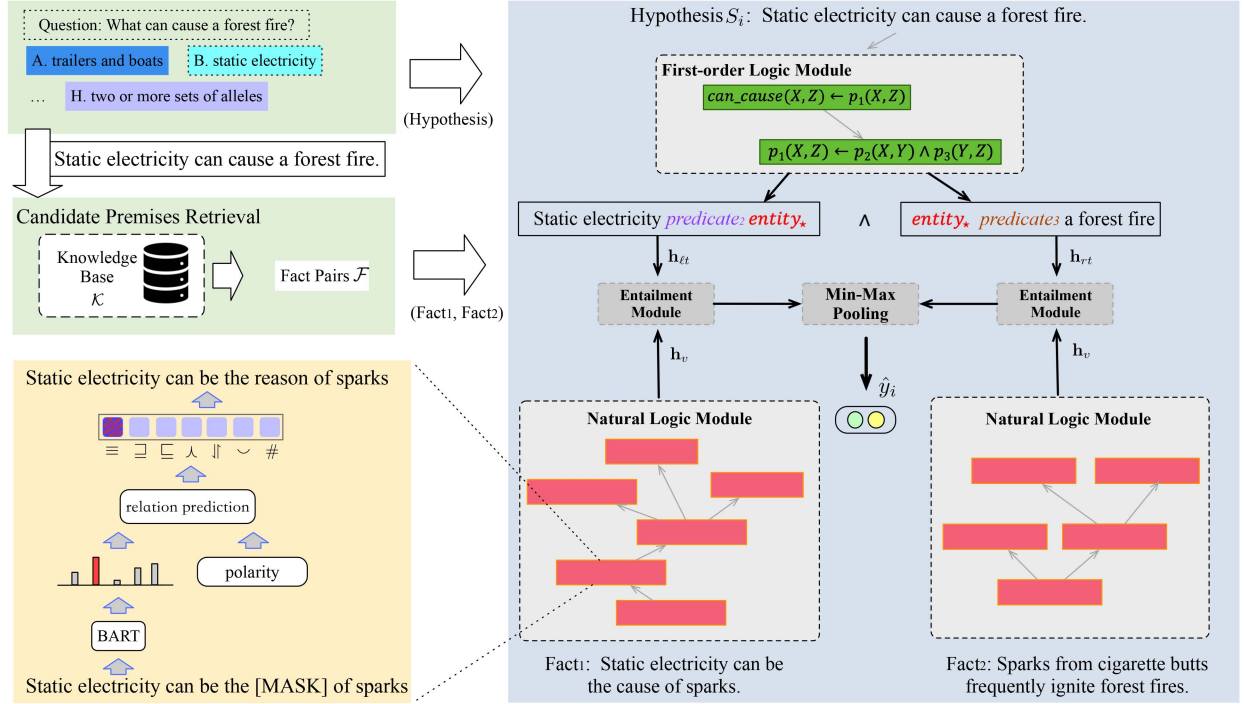 Question: What can cause a forest fire?
A. trailers and boats
B. static electricity
… H. two or more sets of alleles
(Hypothesis)
Static electricity can cause a forest fire.
Candidate Premises Retrieval
Knowledge
Base
𝒦
Fact Pairs ℱ
(Fact1, Fact2)
Static electricity can be the reason of sparks
≡ ⊒ ⊑ ⋏ ⥮ ⌣ #
relation prediction
polarity
BART
Static electricity can be the [MASK] of sparks
Hypothesis Sᵢ: Static electricity can cause a forest fire.
First-order Logic Module
can_cause(X, Z) ← p₁(X, Z)
p₁(X, Z) ← p₂(X, Y) ∧ p₃(Y, Z)
Static electricity predicate₂ entity⋆
∧
entity⋆ predicate₃ a forest fire
h_ℓt
h_rt
Entailment
Module
Min-Max
Pooling
Entailment
Module
h_v
h_v
ŷᵢ
Natural Logic Module
Natural Logic Module
Fact1: Static electricity can be
the cause of sparks.
Fact2: Sparks from cigarette butts
frequently ignite forest fires.